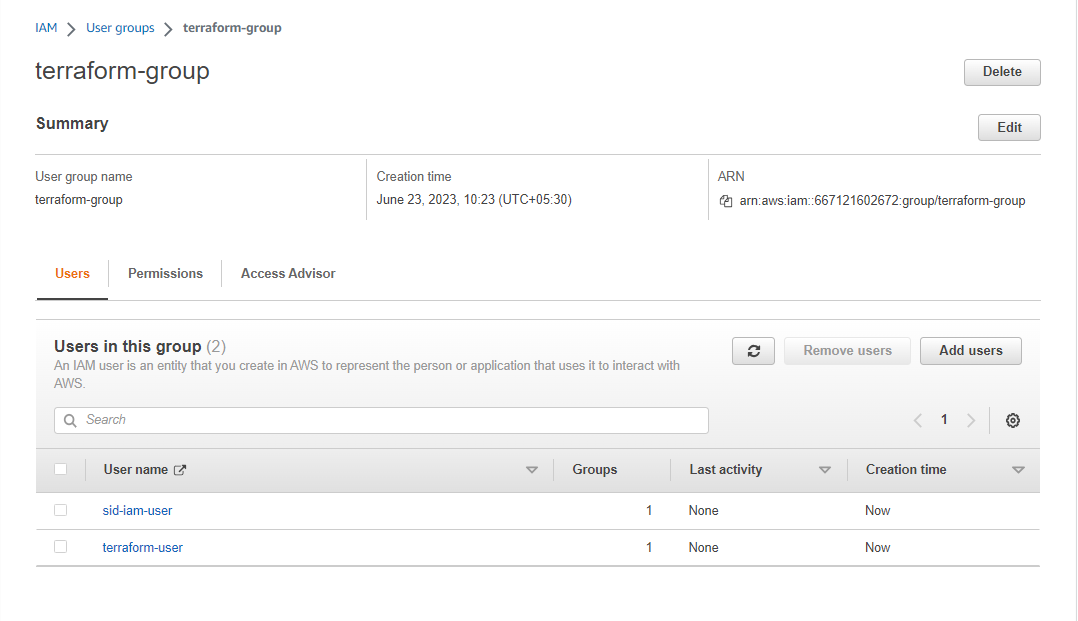 IAM User groups terraform-group
terraform-group
Delete
Summary
Edit
User group name
terraform-group
Creation time
June 23, 2023, 10:23 (UTC+05:30)
ARN
arn:aws:iam::667121602672:group/terraform-group
Users Permissions Access Advisor
Users in this group (2)
An IAM user is an entity that you create in AWS to represent the person or application that uses it to interact with
AWS.
Remove users
Add users
Search
1
User name Groups Last activity Creation time
sid-iam-user 1 None Now
terraform-user 1 None Now